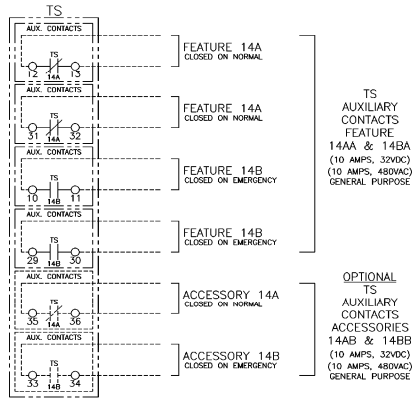 TS
AUX. CONTACTS
TS
12 13
14A
FEATURE 14A
CLOSED ON NORMAL
AUX. CONTACTS
TS
31 32
14A
FEATURE 14A
CLOSED ON NORMAL
AUX. CONTACTS
TS
10 11
14B
FEATURE 14B
CLOSED ON EMERGENCY
AUX. CONTACTS
TS
29 30
14B
FEATURE 14B
CLOSED ON EMERGENCY
AUX. CONTACTS
TS
35 36
14A
ACCESSORY 14A
CLOSED ON NORMAL
AUX. CONTACTS
TS
33 34
14B
ACCESSORY 14B
CLOSED ON EMERGENCY
TS
AUXILIARY
CONTACTS
FEATURE
14AA & 14BA
(10 AMPS, 32VDC)
(10 AMPS, 480VAC)
GENERAL PURPOSE
OPTIONAL
TS
AUXILIARY
CONTACTS
ACCESSORIES
14AB & 14BB
(10 AMPS, 32VDC)
(10 AMPS, 480VAC)
GENERAL PURPOSE